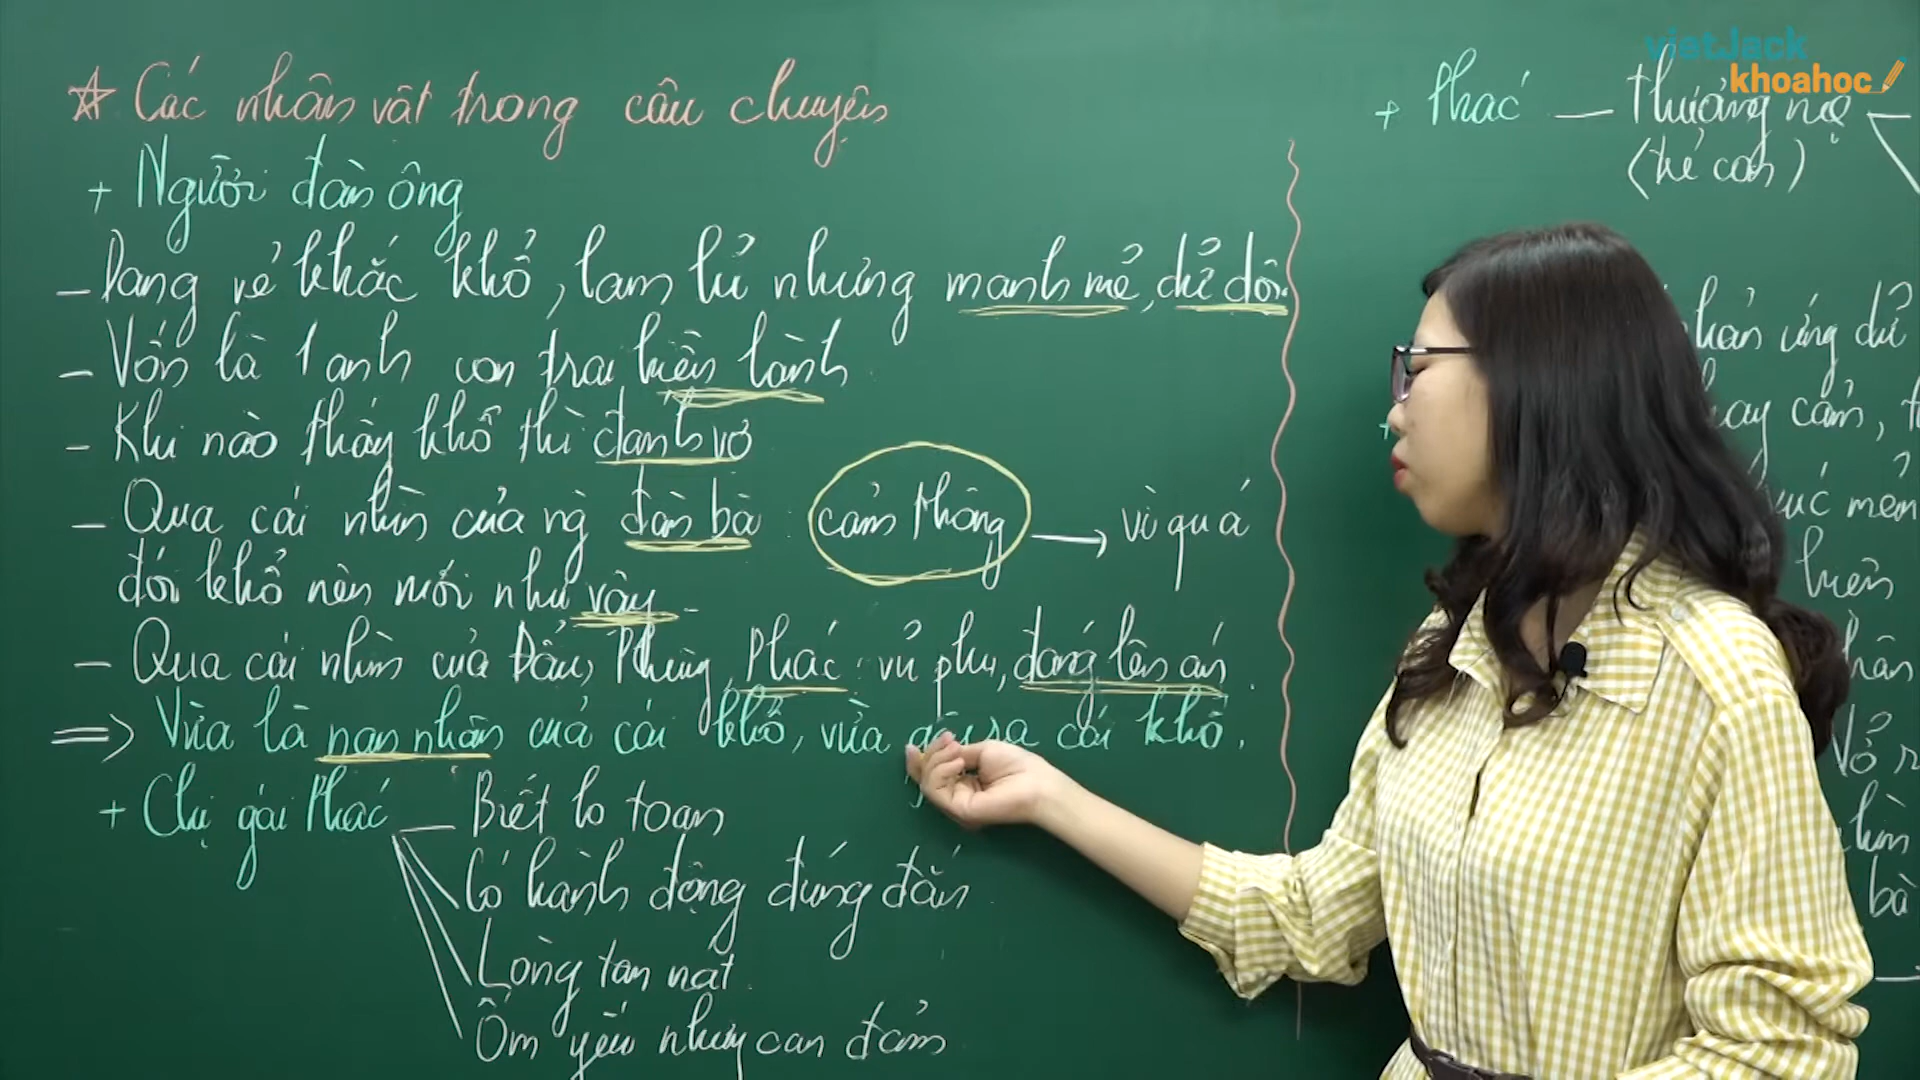 ☆ Các nhân vật trong câu chuyện
+ Người đàn ông
- Dáng vẻ khắc khổ, lam lũ nhưng mạnh mẽ, dữ dội.
- Vốn là 1 anh con trai hiền lành
- Khi nào thấy khổ thì đánh vợ
- Qua cái nhìn của ng đàn bà : cảm thông → vì quá
đói khổ nên mới như vậy.
- Qua cái nhìn của Đẩu, Phùng, Phác : vũ phu, đáng lên án.
=> Vừa là nạn nhân của cái khổ, vừa gây ra cái khổ.
+ Chị gái Phác - Biết lo toan
Có hành động đúng đắn
Lòng tan nát
Ốm yếu nhưng can đảm
vietJack
khoahoc
+ Phác - Thương mẹ
phản ứng dữ
bà